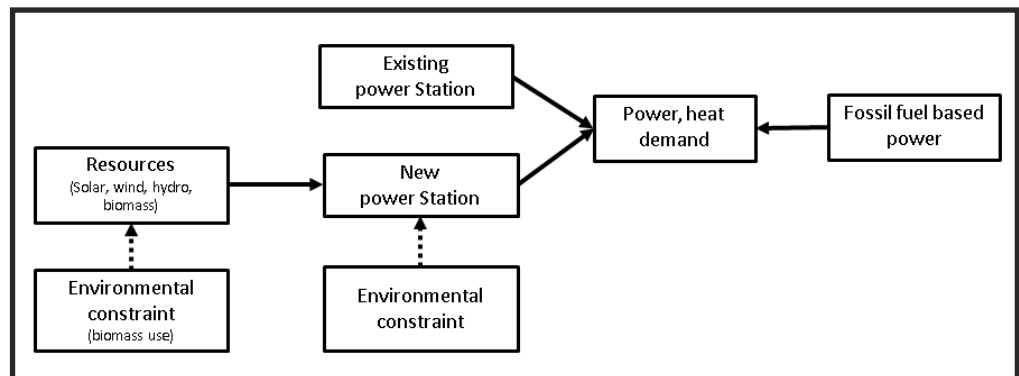 Existing
power Station
Power, heat
demand
Fossil fuel based
power
Resources
(Solar, wind, hydro,
biomass)
New
power Station
Environmental
constraint
(biomass use)
Environmental
constraint